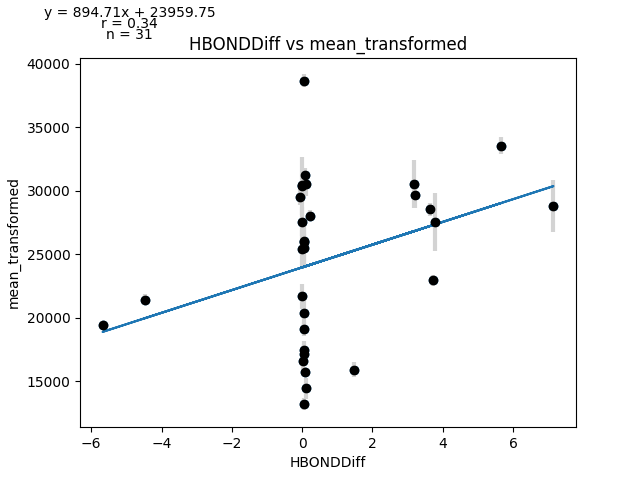 y = 894.71x + 23959.75
r = 0.34
n = 31
HBONDDiff vs mean_transformed
40000
35000
30000
25000
20000
15000
mean_transformed
−6
−4
−2
0
2
4
6
HBONDDiff